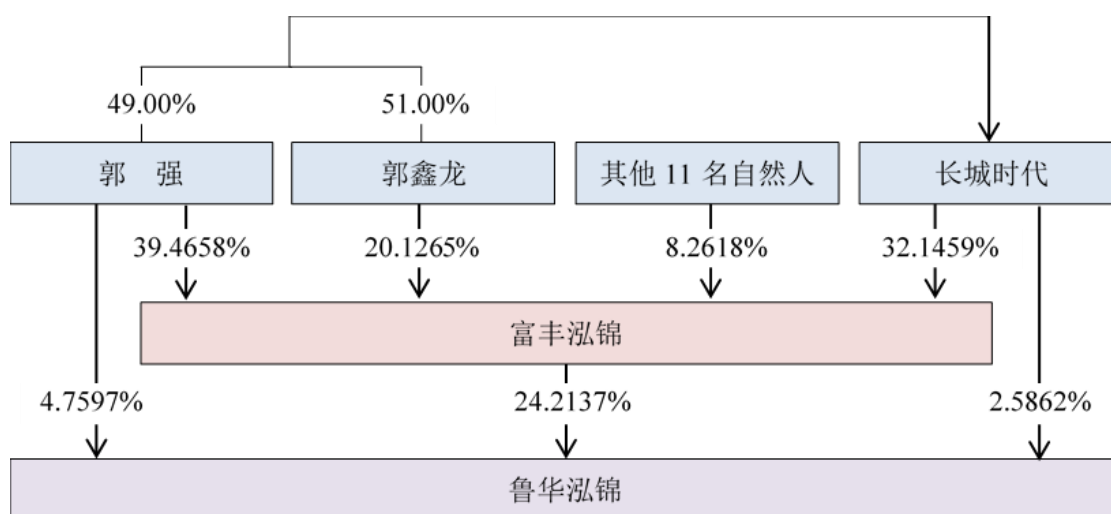 49.00%
51.00%
郭 强
郭鑫龙
其他 11 名自然人
长城时代
39.4658%
20.1265%
8.2618%
32.1459%
富丰泓锦
4.7597%
24.2137%
2.5862%
鲁华泓锦